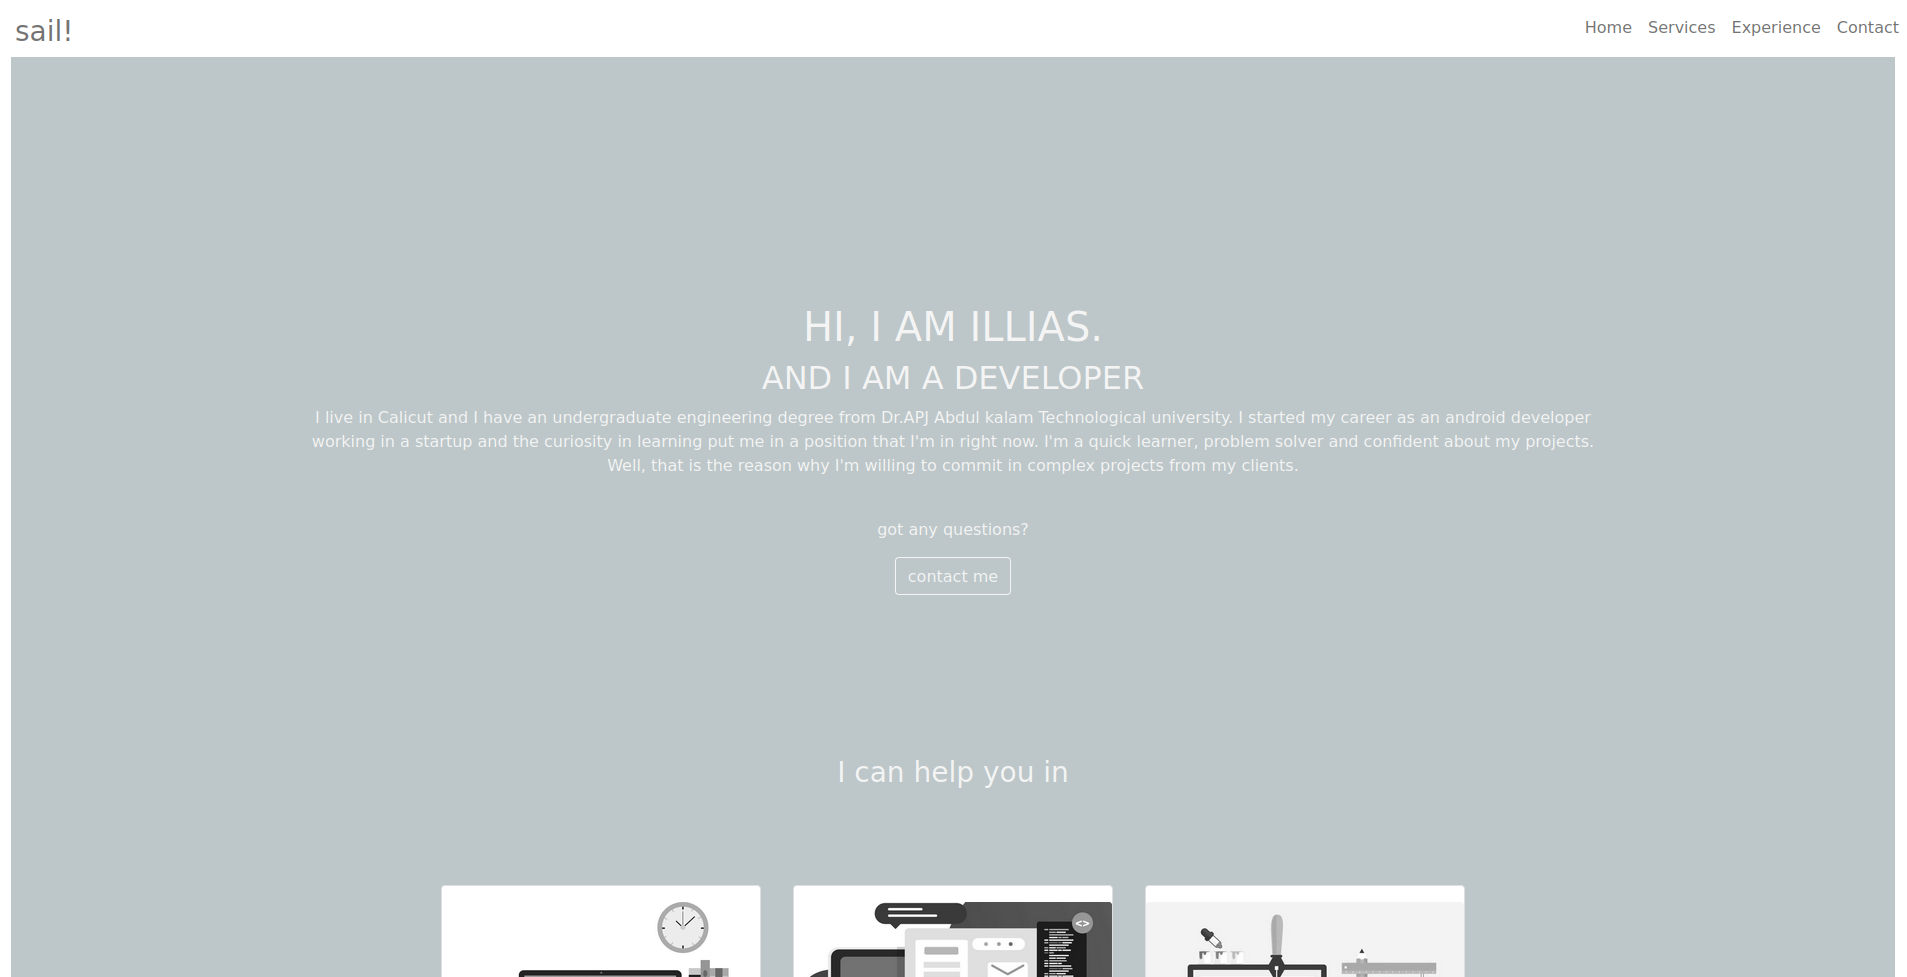 sail!
Home Services Experience Contact
HI, I AM ILLIAS.
AND I AM A DEVELOPER
I live in Calicut and I have an undergraduate engineering degree from Dr.APJ Abdul kalam Technological university. I started my career as an android developer
working in a startup and the curiosity in learning put me in a position that I'm in right now. I'm a quick learner, problem solver and confident about my projects.
Well, that is the reason why I'm willing to commit in complex projects from my clients.
got any questions?
contact me
I can help you in
<>